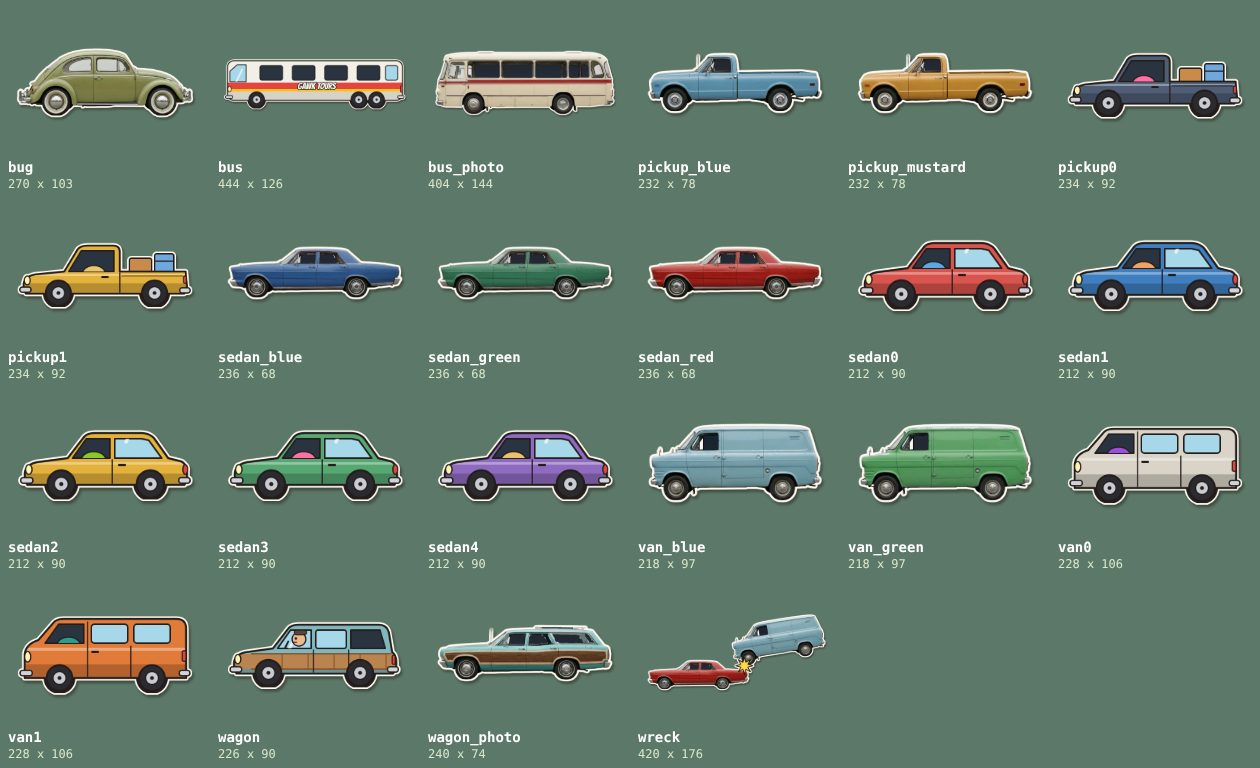 GAWK TOURS
bug
270 x 103
bus
444 x 126
bus_photo
404 x 144
pickup_blue
232 x 78
pickup_mustard
232 x 78
pickup0
234 x 92
pickup1
234 x 92
sedan_blue
236 x 68
sedan_green
236 x 68
sedan_red
236 x 68
sedan0
212 x 90
sedan1
212 x 90
sedan2
212 x 90
sedan3
212 x 90
sedan4
212 x 90
van_blue
218 x 97
van_green
218 x 97
van0
228 x 106
van1
228 x 106
wagon
226 x 90
wagon_photo
240 x 74
wreck
420 x 176